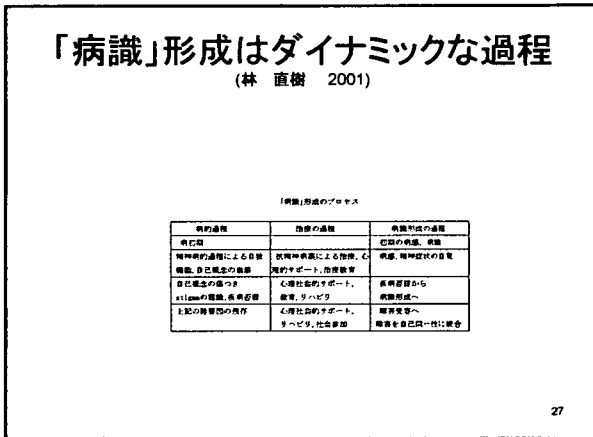 「病識」形成はダイナミックな過程
(林 直樹 2001)
「病識」形成のプロセス
病的過程 治療の過程 病識形成の過程
病初期 初期の病感、病識
精神病的過程による自我 抗精神病薬による治療、心 病感、精神症状の自覚
機能、自己概念の崩壊 理的サポート、治療教育
自己概念の傷つき 心理社会的サポート、 疾病否認から
stigmaの認識、疾病否認 教育、リハビリ 病識形成へ
上記の障害因の残存 心理社会的サポート、 障害受容へ
リハビリ、社会参加 障害を自己同一性に統合
27